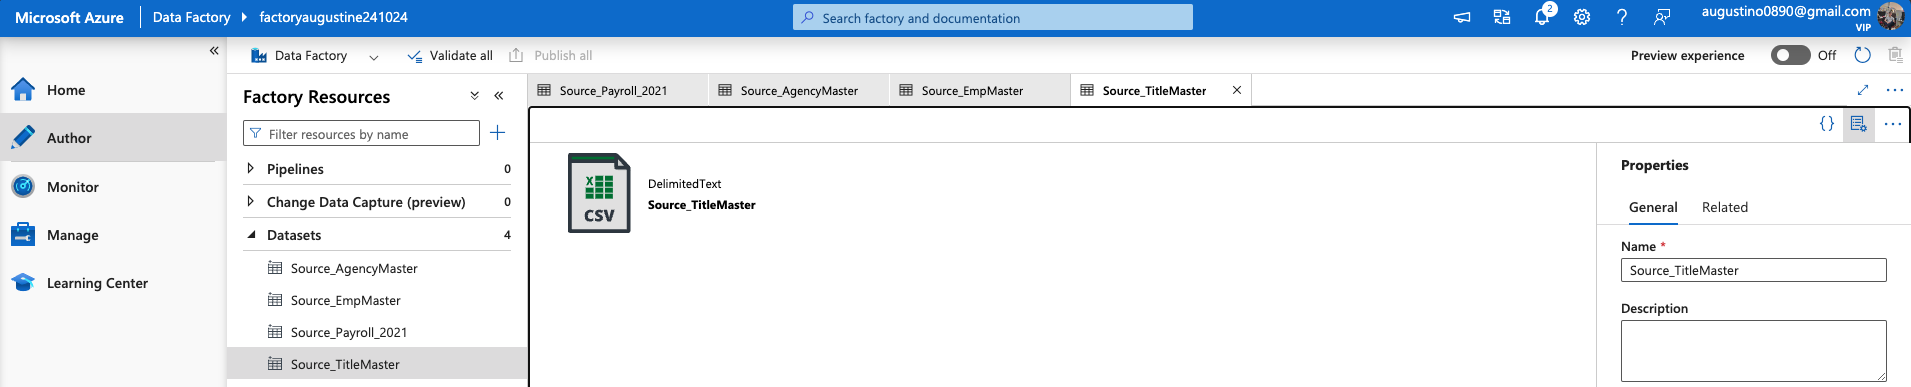 Microsoft Azure
Data Factory
factoryaugustine241024
Search factory and documentation
2
augustino0890@gmail.com
VIP
Data Factory
Validate all
Publish all
Preview experience
Off
Home
Author
Monitor
Manage
Learning Center
Factory Resources
Filter resources by name
Pipelines 0
Change Data Capture (preview) 0
Datasets 4
Source_AgencyMaster
Source_EmpMaster
Source_Payroll_2021
Source_TitleMaster
Source_Payroll_2021
Source_AgencyMaster
Source_EmpMaster
Source_TitleMaster
{}
X
CSV
DelimitedText
Source_TitleMaster
Properties
General
Related
Name *
Source_TitleMaster
Description